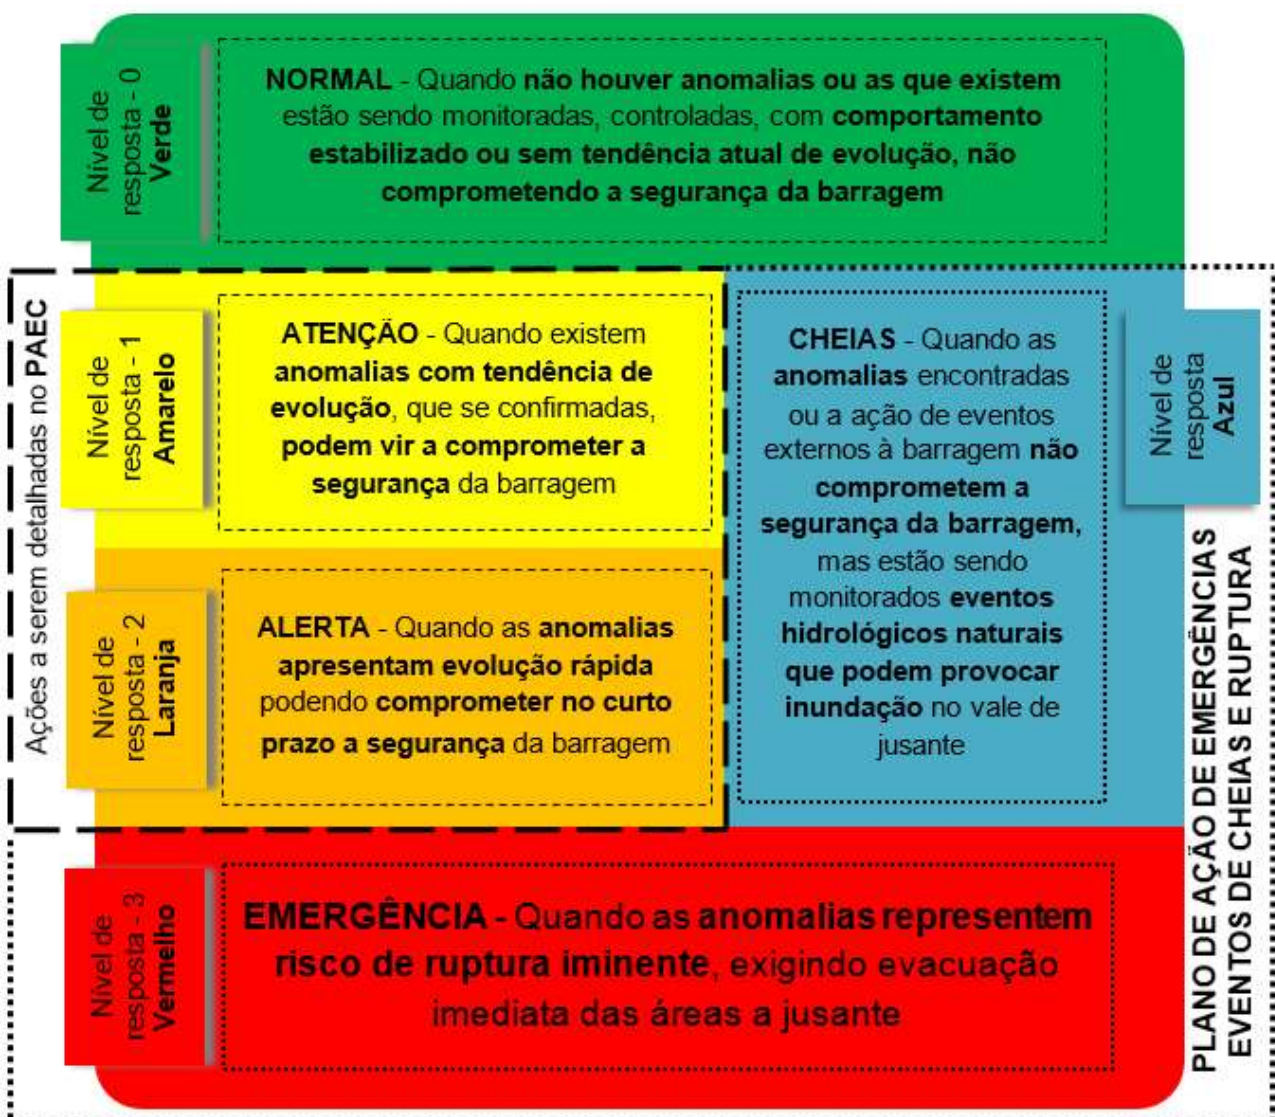 Nível de
resposta - 0
Verde
NORMAL - Quando não houver anomalias ou as que existem
estão sendo monitoradas, controladas, com comportamento
estabilizado ou sem tendência atual de evolução, não
comprometendo a segurança da barragem
Ações a serem detalhadas no PAEC
Nível de
resposta - 1
Amarelo
ATENÇÃO - Quando existem
anomalias com tendência de
evolução, que se confirmadas,
podem vir a comprometer a
segurança da barragem
Nível de
resposta - 2
Laranja
ALERTA - Quando as anomalias
apresentam evolução rápida
podendo comprometer no curto
prazo a segurança da barragem
CHEIAS - Quando as
anomalias encontradas
ou a ação de eventos
externos à barragem não
comprometem a
segurança da barragem,
mas estão sendo
monitorados eventos
hidrológicos naturais
que podem provocar
inundação no vale de
jusante
Nível de
resposta
Azul
PLANO DE AÇÃO DE EMERGÊNCIAS
EVENTOS DE CHEIAS E RUPTURA
Nível de
resposta - 3
Vermelho
EMERGÊNCIA - Quando as anomalias representem
risco de ruptura iminente, exigindo evacuação
imediata das áreas a jusante